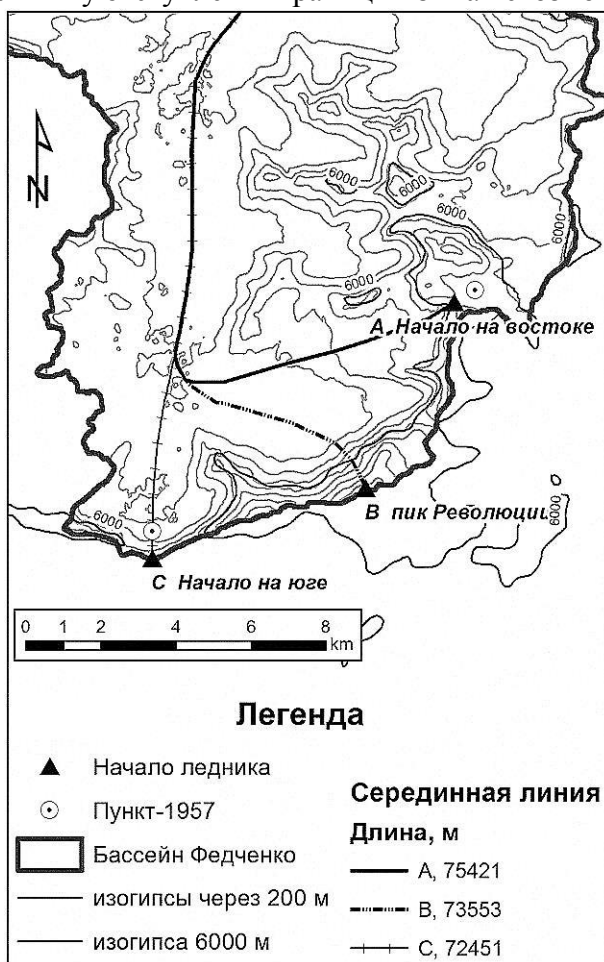 6000
6000
6000
6000
6000
N
А Начало на востоке
6000
В пик Революции
6000
С Начало на юге
0 1 2 4 6 8
km
Легенда
Начало ледника
Пункт-1957
Бассейн Федченко
изогипсы через 200 м
изогипса 6000 м
Серединная линия
Длина, м
А, 75421
В, 73553
С, 72451